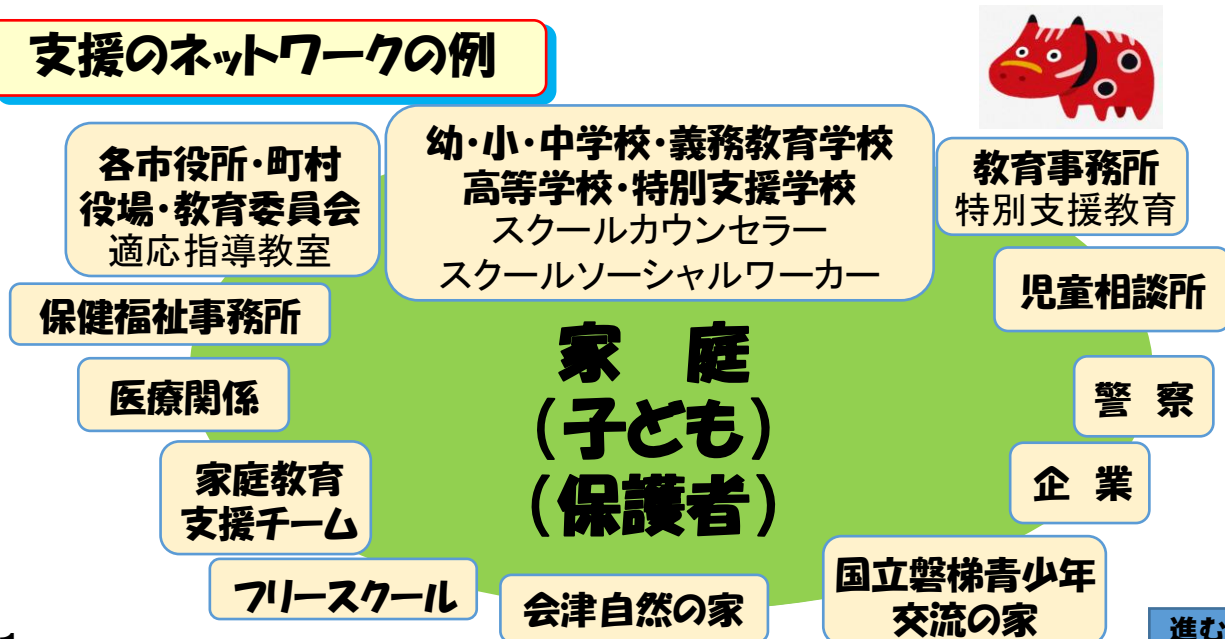 支援のネットワークの例
各市役所・町村
役場・教育委員会
適応指導教室
幼・小・中学校・義務教育学校
高等学校・特別支援学校
スクールカウンセラー
スクールソーシャルワーカー
教育事務所
特別支援教育
保健福祉事務所
児童相談所
医療関係
家庭
(子ども)
(保護者)
警察
家庭教育
支援チーム
企業
フリースクール
会津自然の家
国立磐梯青少年
交流の家
進む
1